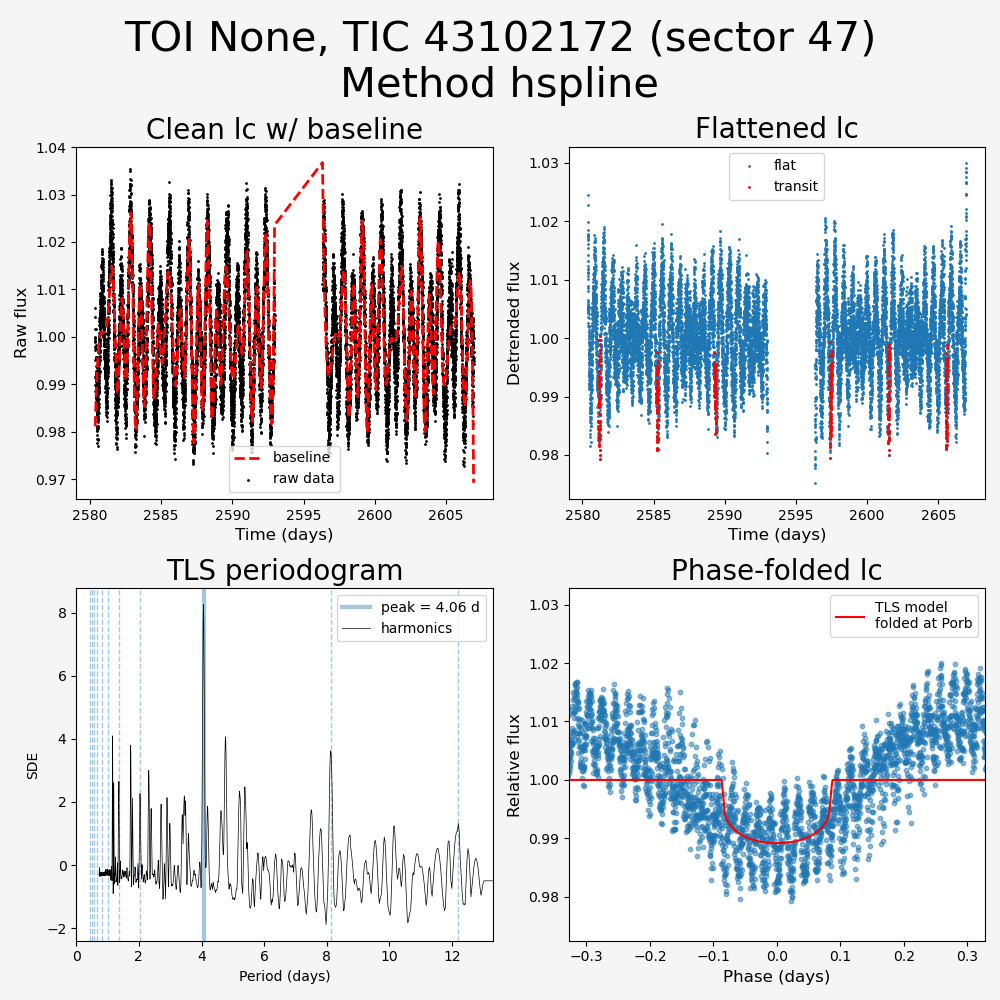 TOI None, TIC 43102172 (sector 47)
Method hspline
Clean lc w/ baseline
Raw flux
1.04
1.03
1.02
1.01
1.00
0.99
0.98
0.97
baseline
raw data
2580 2585 2590 2595 2600 2605
Time (days)
Flattened lc
Detrended flux
1.03
1.02
1.01
1.00
0.99
0.98
flat
transit
2580 2585 2590 2595 2600 2605
Time (days)
TLS periodogram
SDE
8
6
4
2
0
−2
peak = 4.06 d
harmonics
0 2 4 6 8 10 12
Period (days)
Phase-folded lc
Relative flux
1.03
1.02
1.01
1.00
0.99
0.98
TLS model
folded at Porb
−0.3 −0.2 −0.1 0.0 0.1 0.2 0.3
Phase (days)